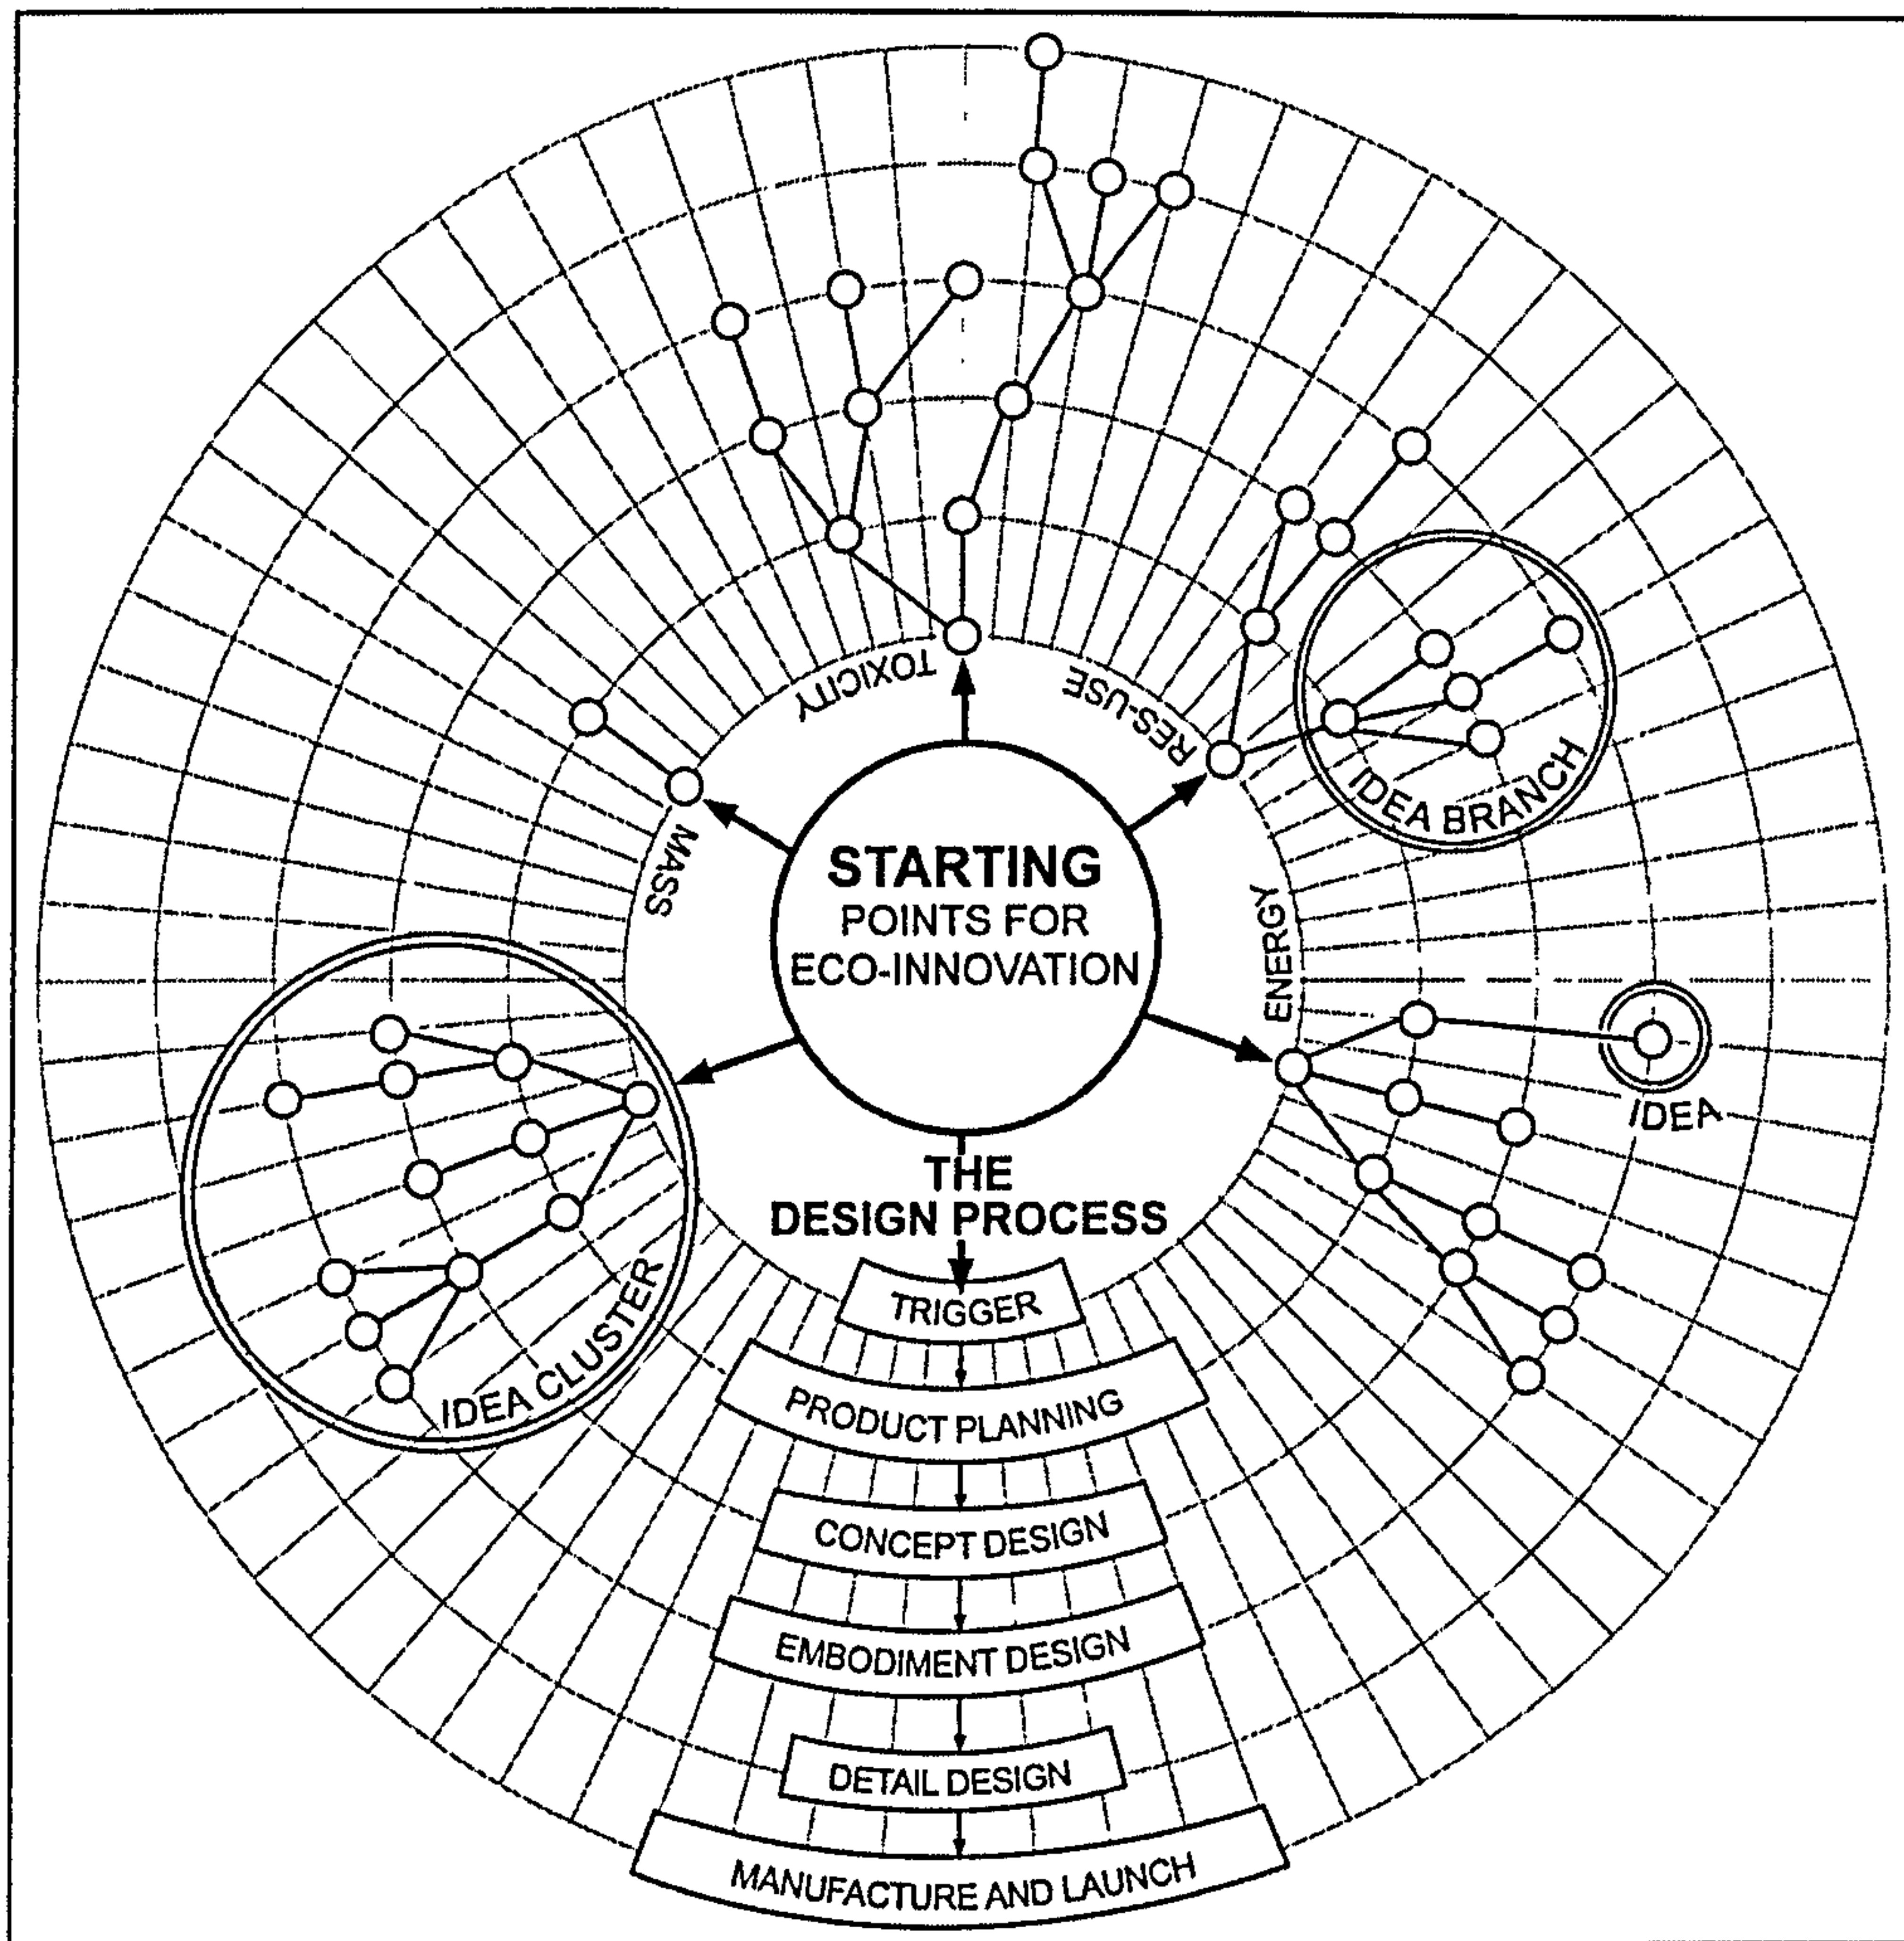 STARTING
POINTS FOR
ECO-INNOVATION
TOXICITY
RES-USE
MASS
ENERGY
IDEA BRANCH
IDEA
IDEA CLUSTER
THE
DESIGN PROCESS
TRIGGER
PRODUCT PLANNING
CONCEPT DESIGN
EMBODIMENT DESIGN
DETAIL DESIGN
MANUFACTURE AND LAUNCH